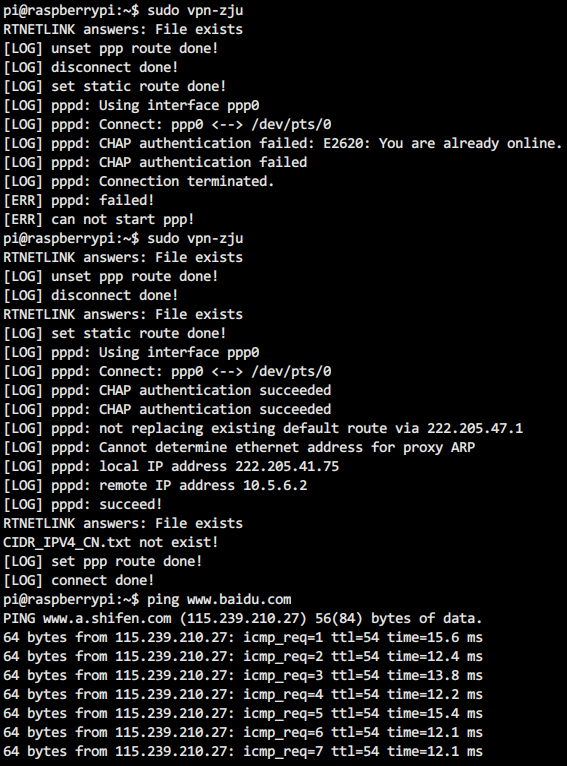 pi@raspberrypi:~$ sudo vpn-zju
RTNETLINK answers: File exists
[LOG] unset ppp route done!
[LOG] disconnect done!
[LOG] set static route done!
[LOG] pppd: Using interface ppp0
[LOG] pppd: Connect: ppp0 <--> /dev/pts/0
[LOG] pppd: CHAP authentication failed: E2620: You are already online.
[LOG] pppd: CHAP authentication failed
[LOG] pppd: Connection terminated.
[ERR] pppd: failed!
[ERR] can not start ppp!
pi@raspberrypi:~$ sudo vpn-zju
RTNETLINK answers: File exists
[LOG] unset ppp route done!
[LOG] disconnect done!
RTNETLINK answers: File exists
[LOG] set static route done!
[LOG] pppd: Using interface ppp0
[LOG] pppd: Connect: ppp0 <--> /dev/pts/0
[LOG] pppd: CHAP authentication succeeded
[LOG] pppd: CHAP authentication succeeded
[LOG] pppd: not replacing existing default route via 222.205.47.1
[LOG] pppd: Cannot determine ethernet address for proxy ARP
[LOG] pppd: local IP address 222.205.41.75
[LOG] pppd: remote IP address 10.5.6.2
[LOG] pppd: succeed!
RTNETLINK answers: File exists
CIDR_IPV4_CN.txt not exist!
[LOG] set ppp route done!
[LOG] connect done!
pi@raspberrypi:~$ ping www.baidu.com
PING www.a.shifen.com (115.239.210.27) 56(84) bytes of data.
64 bytes from 115.239.210.27: icmp_req=1 ttl=54 time=15.6 ms
64 bytes from 115.239.210.27: icmp_req=2 ttl=54 time=12.4 ms
64 bytes from 115.239.210.27: icmp_req=3 ttl=54 time=13.8 ms
64 bytes from 115.239.210.27: icmp_req=4 ttl=54 time=12.2 ms
64 bytes from 115.239.210.27: icmp_req=5 ttl=54 time=15.4 ms
64 bytes from 115.239.210.27: icmp_req=6 ttl=54 time=12.1 ms
64 bytes from 115.239.210.27: icmp_req=7 ttl=54 time=12.1 ms